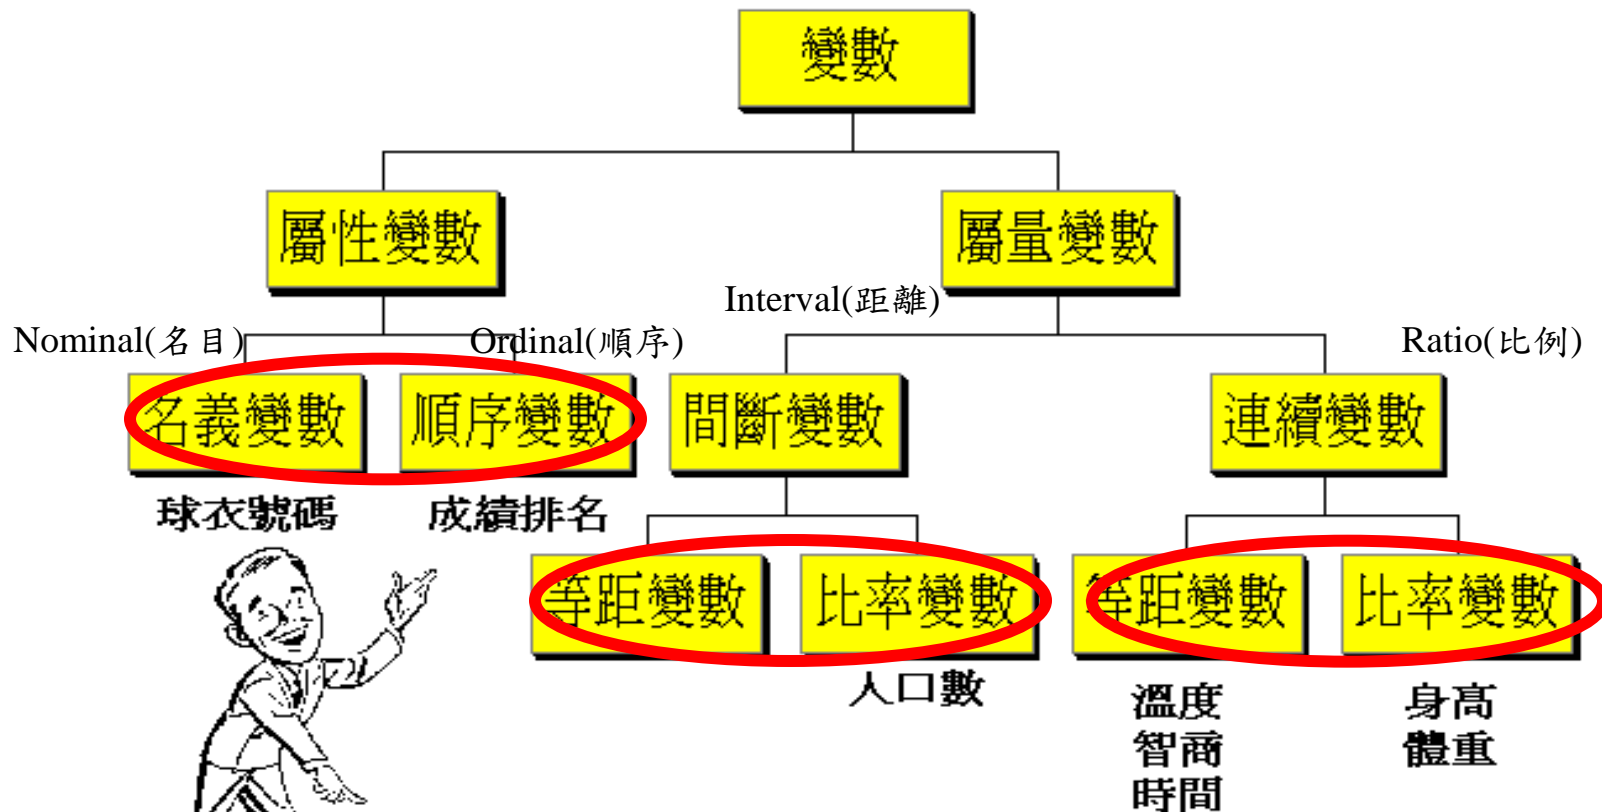 變數
屬性變數
屬量變數
Interval(距離)
Nominal(名目)
Ordinal(順序)
Ratio(比例)
名義變數
順序變數
間斷變數
連續變數
球衣號碼
成績排名
等距變數
比率變數
等距變數
比率變數
人口數
溫度
智商
時間
身高
體重